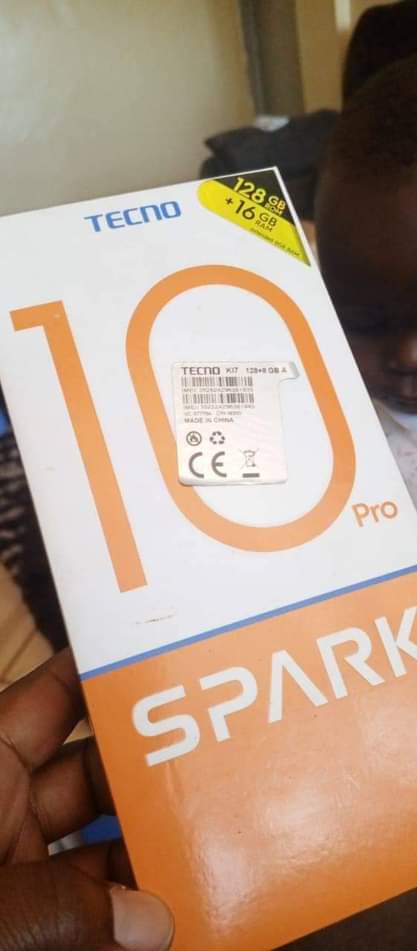 TECNO
128 GB
ROM
+16 GB
RAM
10
TECNO KI7 128+8 GB A
MADE IN CHINA
CE
Pro
SPARK